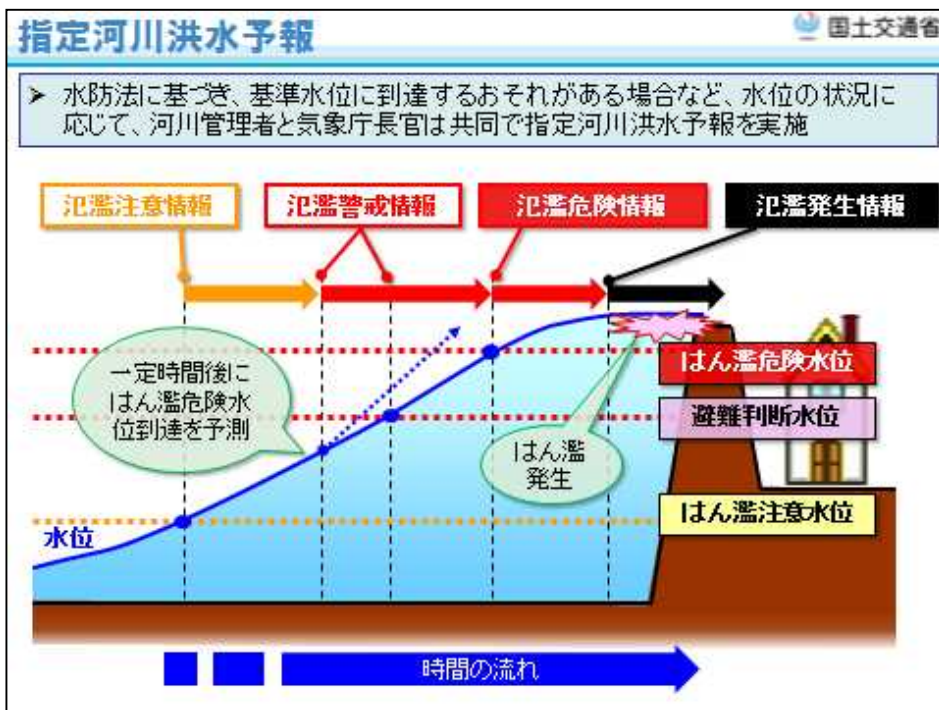 指定河川洪水予報
国土交通省
➤ 水防法に基づき、基準水位に到達するおそれがある場合など、水位の状況に
応じて、河川管理者と気象庁長官は共同で指定河川洪水予報を実施
氾濫注意情報
氾濫警戒情報
氾濫危険情報
氾濫発生情報
一定時間後に
はん濫危険水
位到達を予測
はん濫
発生
はん濫危険水位
避難判断水位
はん濫注意水位
水位
時間の流れ